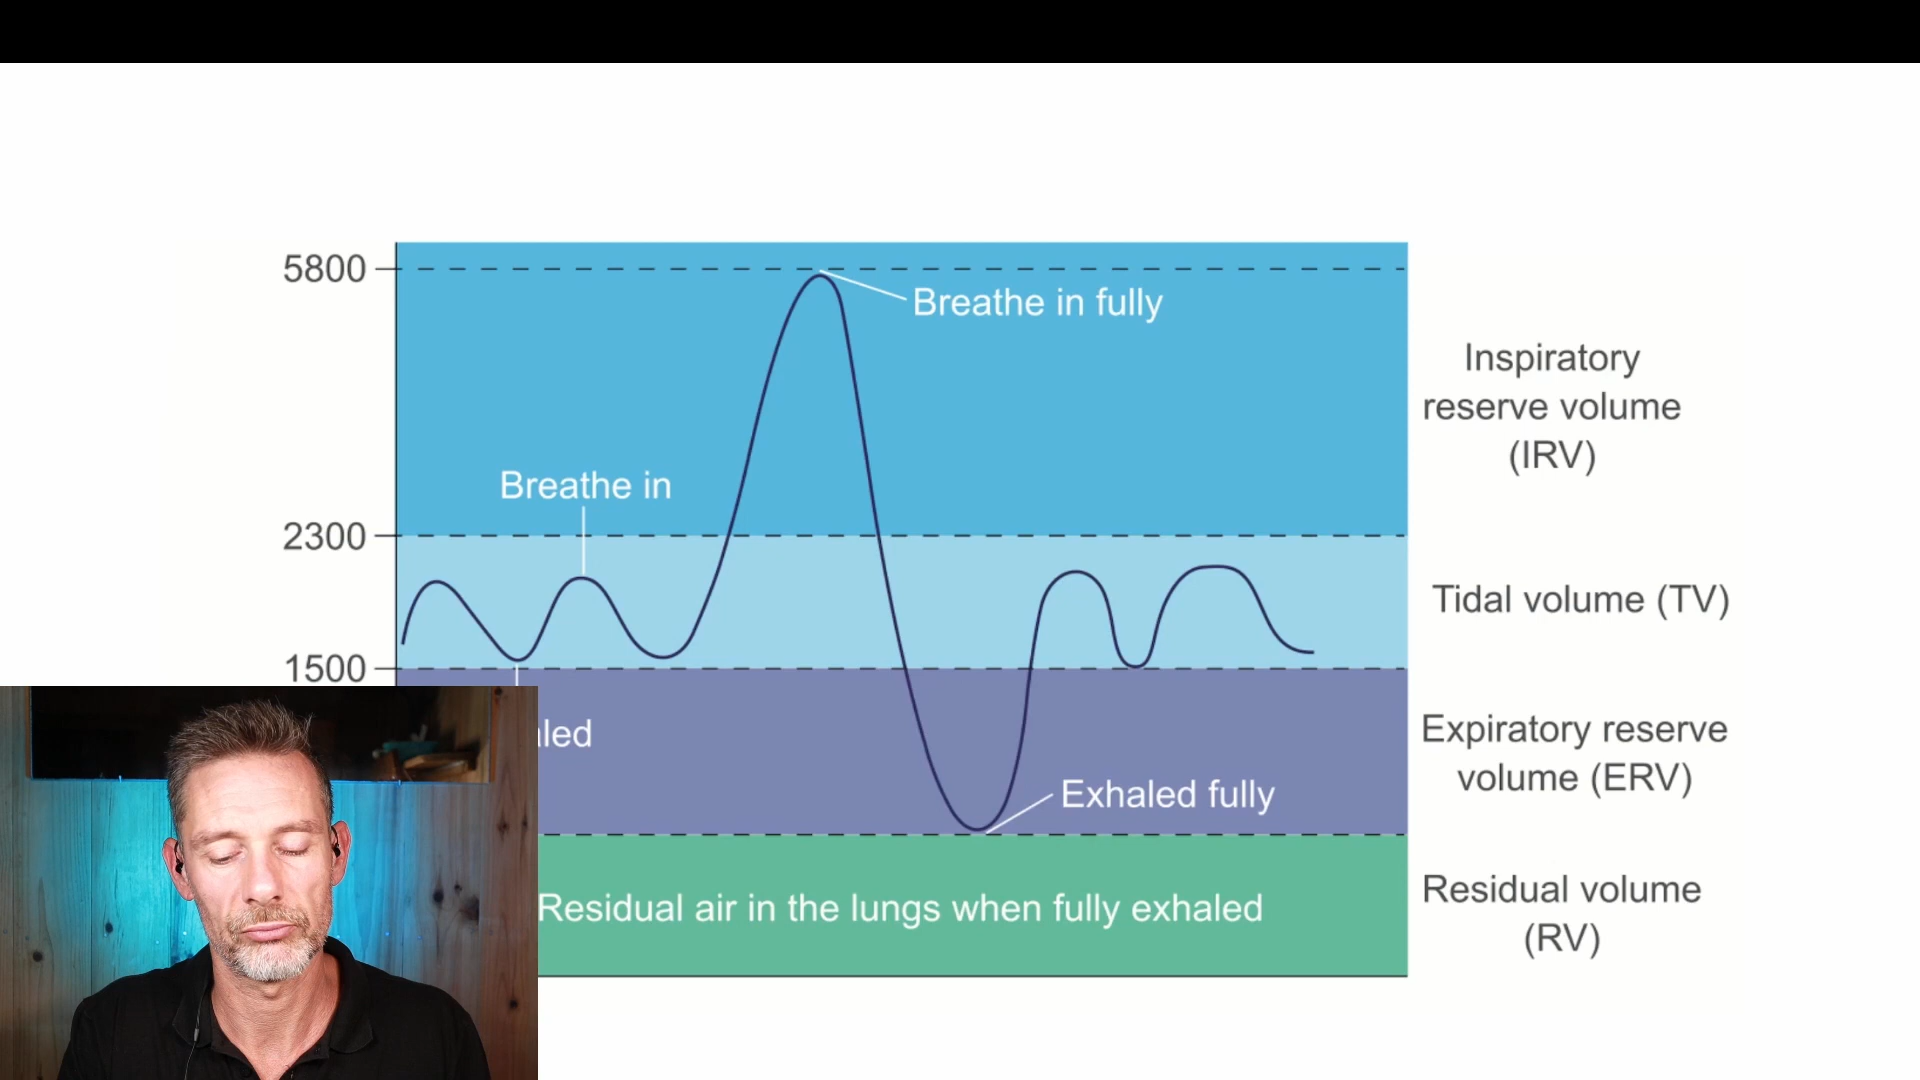 5800
Breathe in fully
Inspiratory
reserve volume
(IRV)
Breathe in
2300
Tidal volume (TV)
1500
Expiratory reserve
volume (ERV)
Exhaled fully
Residual air in the lungs when fully exhaled
Residual volume
(RV)